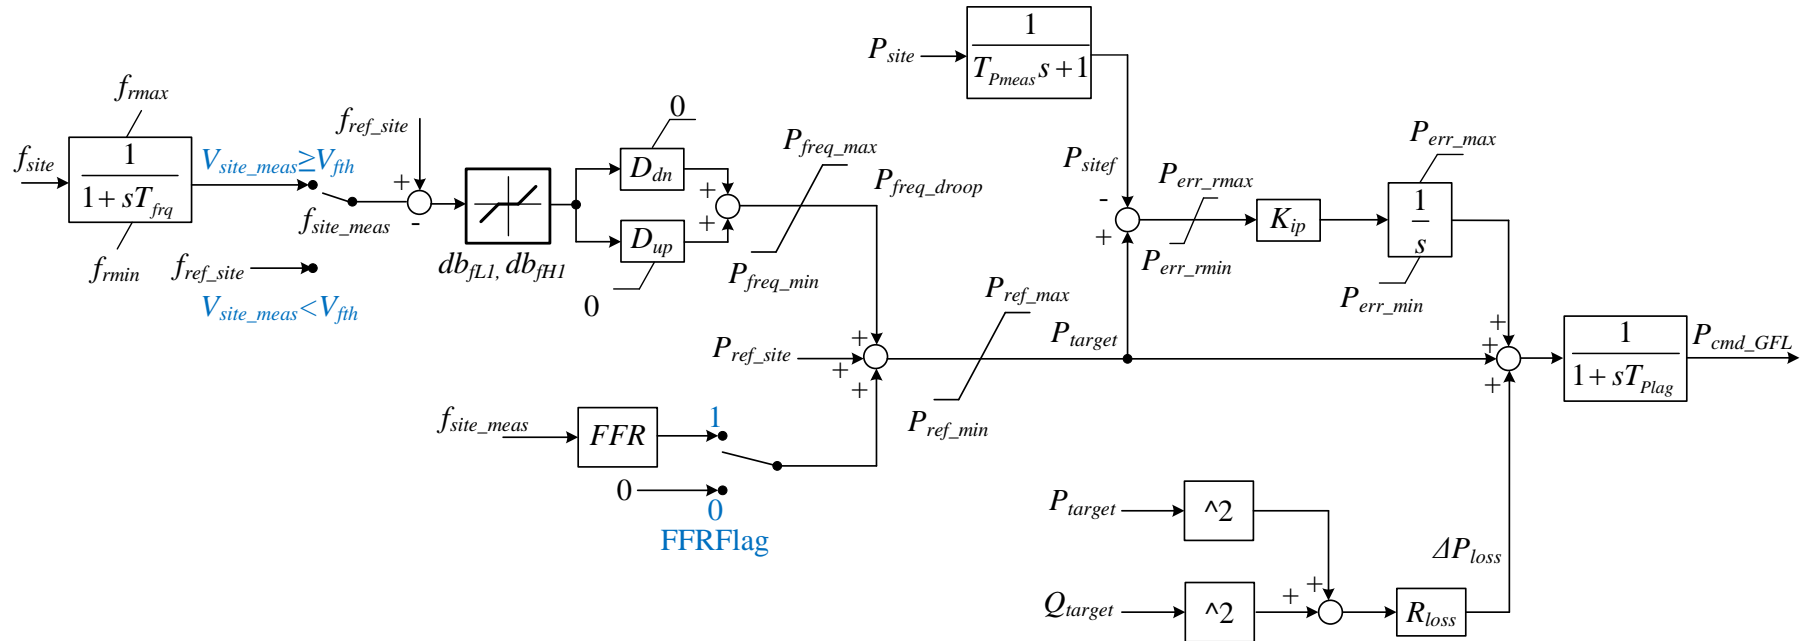 f_site
f_rmax
1
1 + sT_frq
f_rmin
V_site_meas≥V_fth
f_site_meas
f_ref_site
V_site_meas<V_fth
f_ref_site
+
-
db_fL1, db_fH1
0
D_dn
D_up
0
+
+
P_freq_max
P_freq_droop
P_freq_min
P_ref_site
+
+
+
f_site_meas
FFR
1
0
0
FFRFlag
P_ref_max
P_ref_min
P_target
P_site
1
T_Pmeas s + 1
P_sitef
-
+
P_err_rmax
P_err_rmin
K_ip
P_err_max
1
s
P_err_min
+
+
+
1
1 + sT_Plag
P_cmd_GFL
P_target
^2
Q_target
^2
+
+
R_loss
ΔP_loss